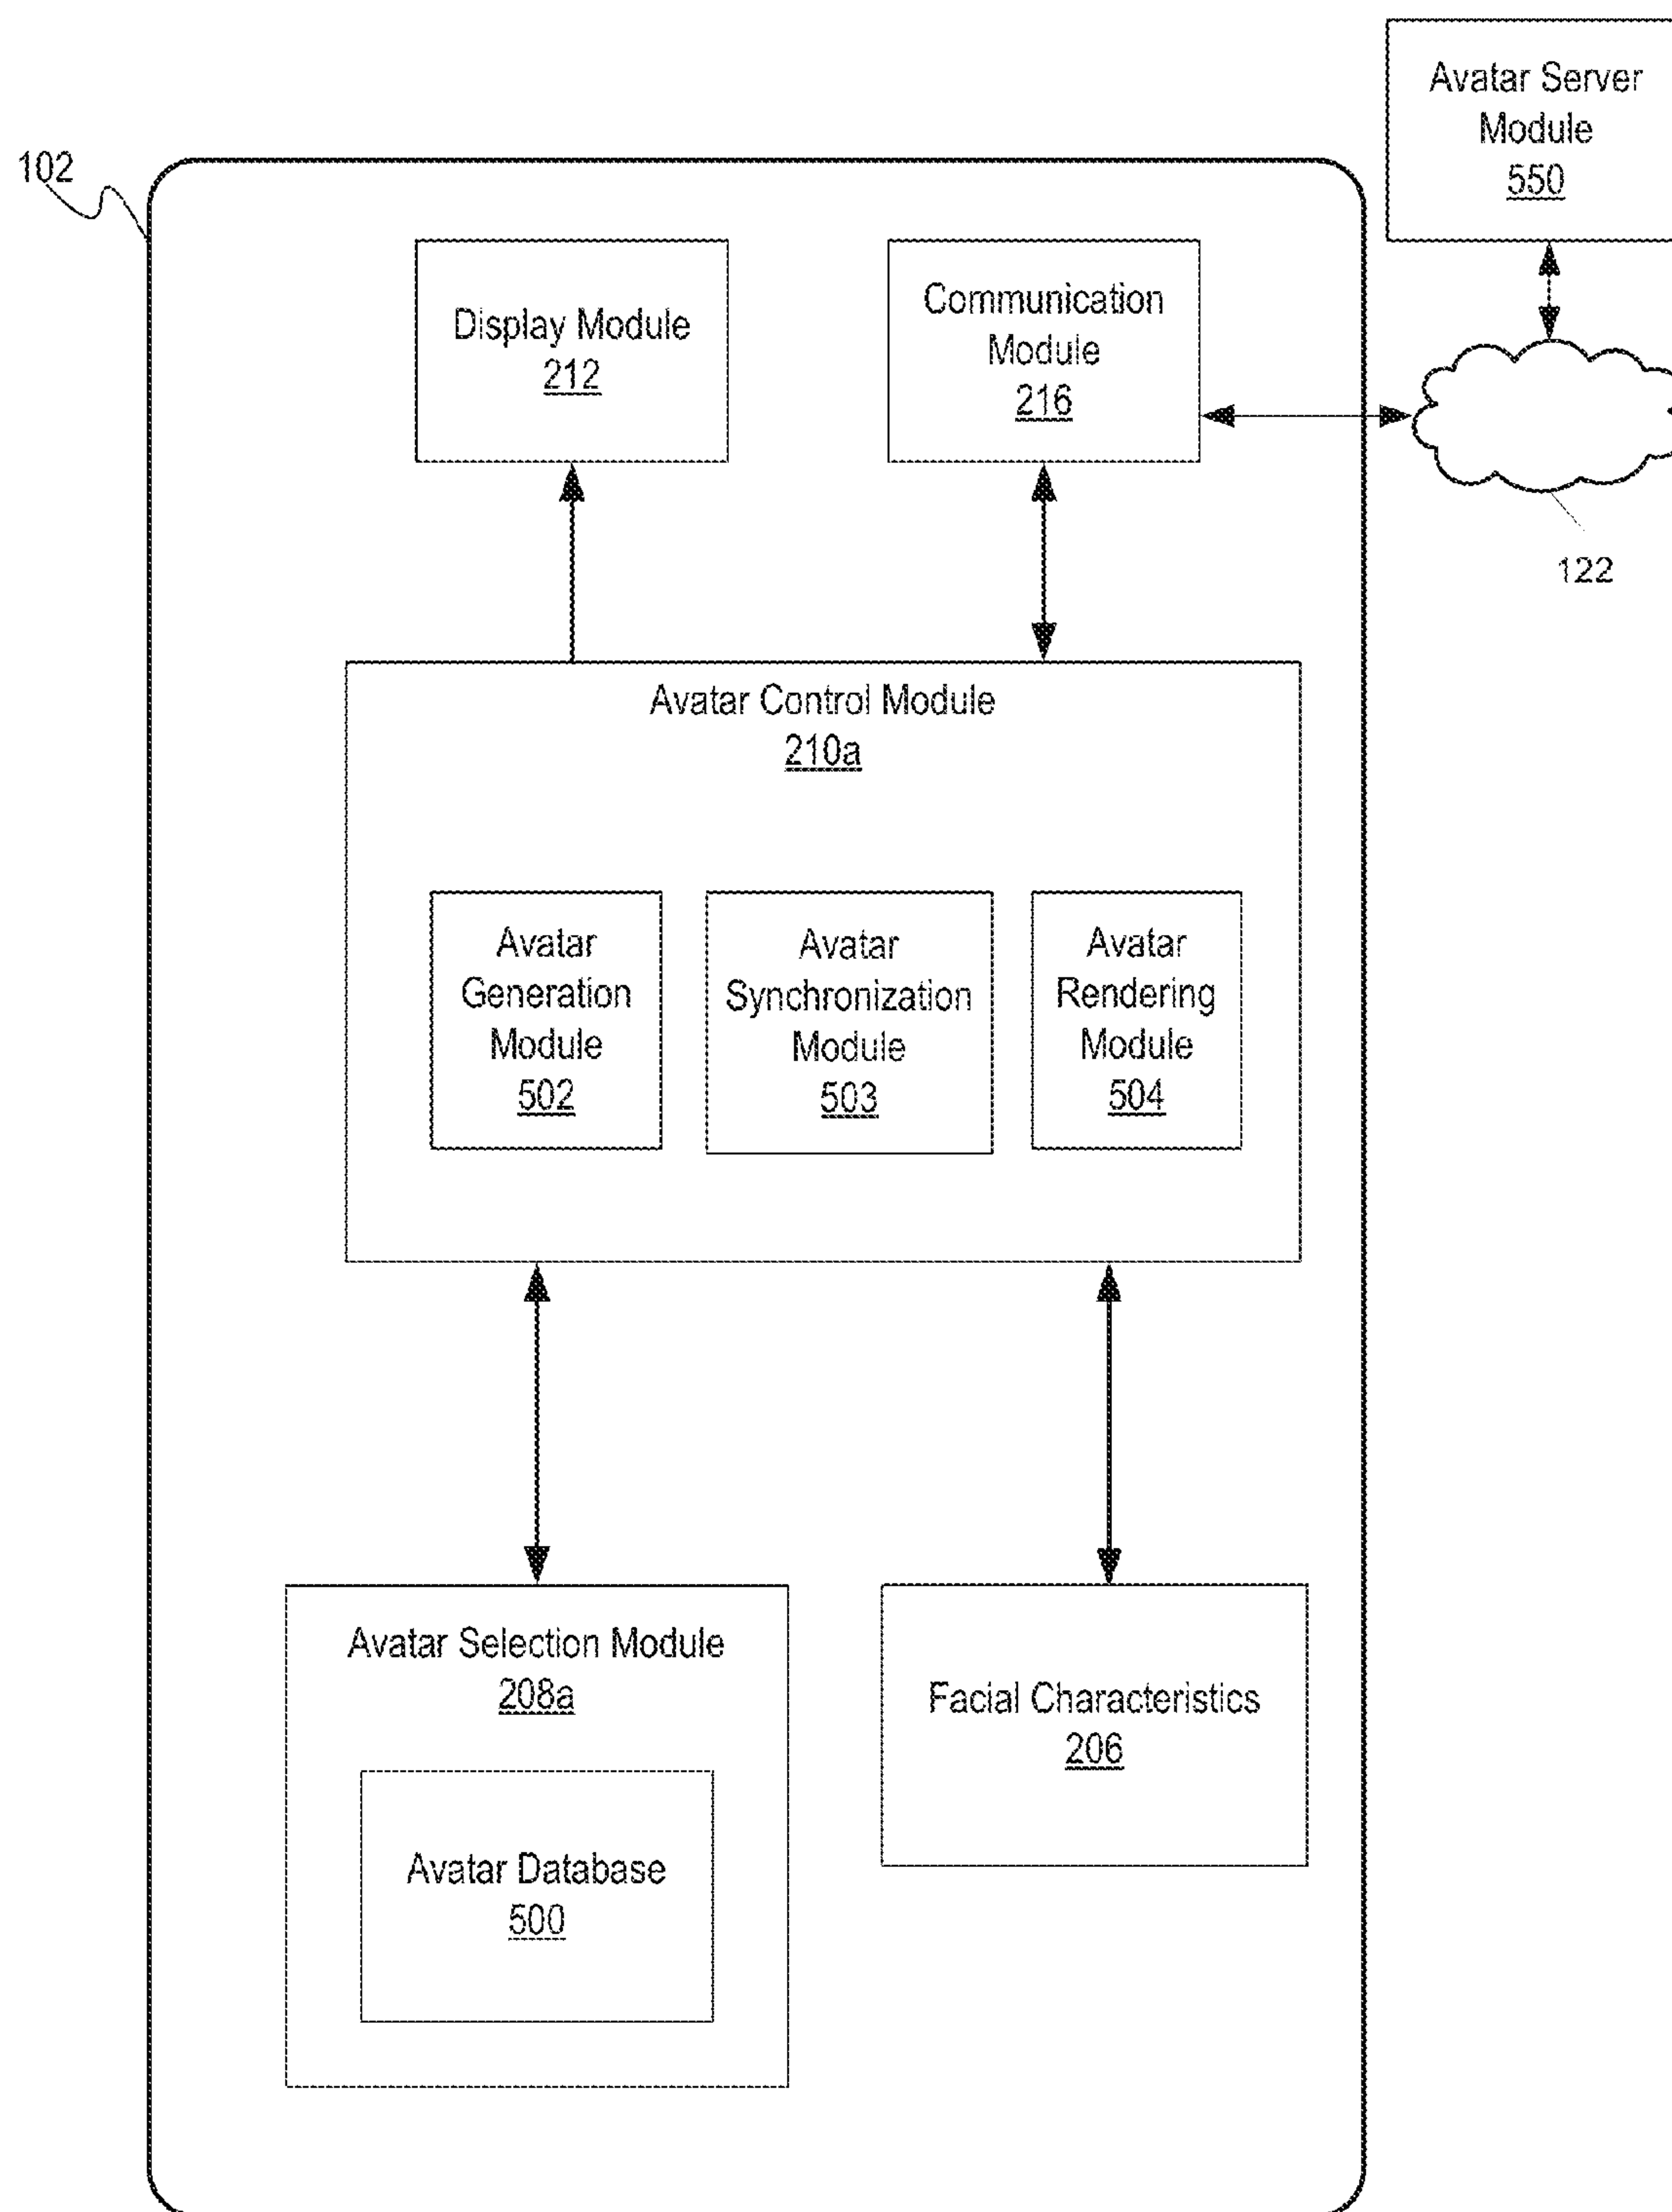 Avatar Server
Module
550
102
Display Module
212
Communication
Module
216
122
Avatar Control Module
210a
Avatar
Generation
Module
502
Avatar
Synchronization
Module
503
Avatar
Rendering
Module
504
Avatar Selection Module
208a
Avatar Database
500
Facial Characteristics
206